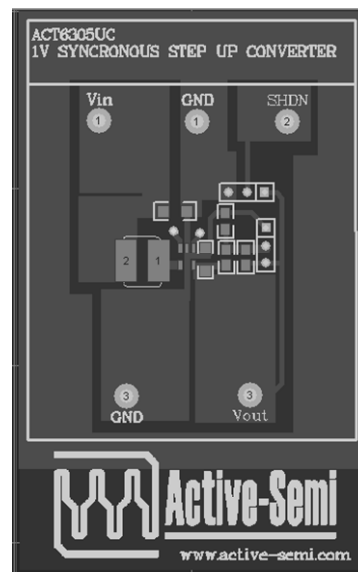 ACT6305UC
1V SYNCRONOUS STEP UP CONVERTER
Vin GND SHDN
1 1 2
2 1
3 3
GND Vout
Active-Semi
www.active-semi.com